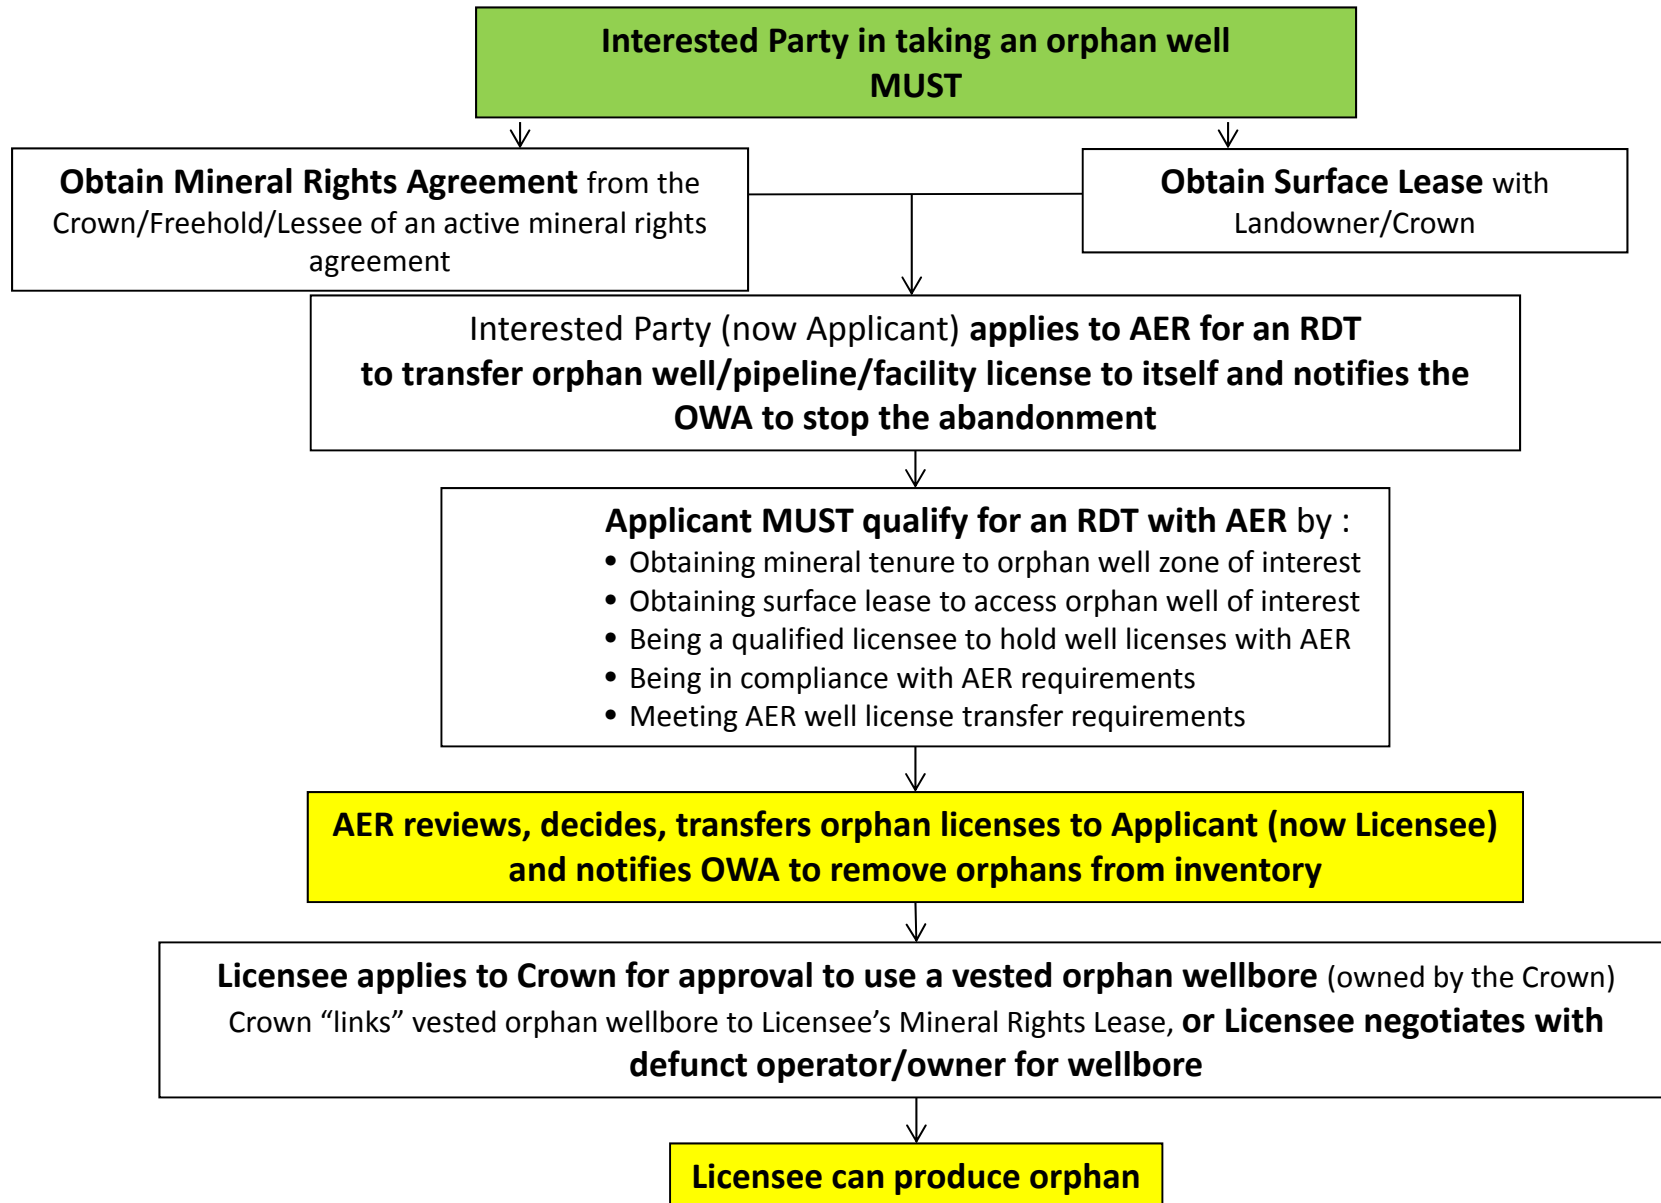 Interested Party in taking an orphan well
MUST
Obtain Mineral Rights Agreement from the
Crown/Freehold/Lessee of an active mineral rights
agreement
Obtain Surface Lease with
Landowner/Crown
Interested Party (now Applicant) applies to AER for an RDT
to transfer orphan well/pipeline/facility license to itself and notifies the
OWA to stop the abandonment
Applicant MUST qualify for an RDT with AER by :
• Obtaining mineral tenure to orphan well zone of interest
• Obtaining surface lease to access orphan well of interest
• Being a qualified licensee to hold well licenses with AER
• Being in compliance with AER requirements
• Meeting AER well license transfer requirements
AER reviews, decides, transfers orphan licenses to Applicant (now Licensee)
and notifies OWA to remove orphans from inventory
Licensee applies to Crown for approval to use a vested orphan wellbore (owned by the Crown)
Crown “links” vested orphan wellbore to Licensee’s Mineral Rights Lease, or Licensee negotiates with
defunct operator/owner for wellbore
Licensee can produce orphan